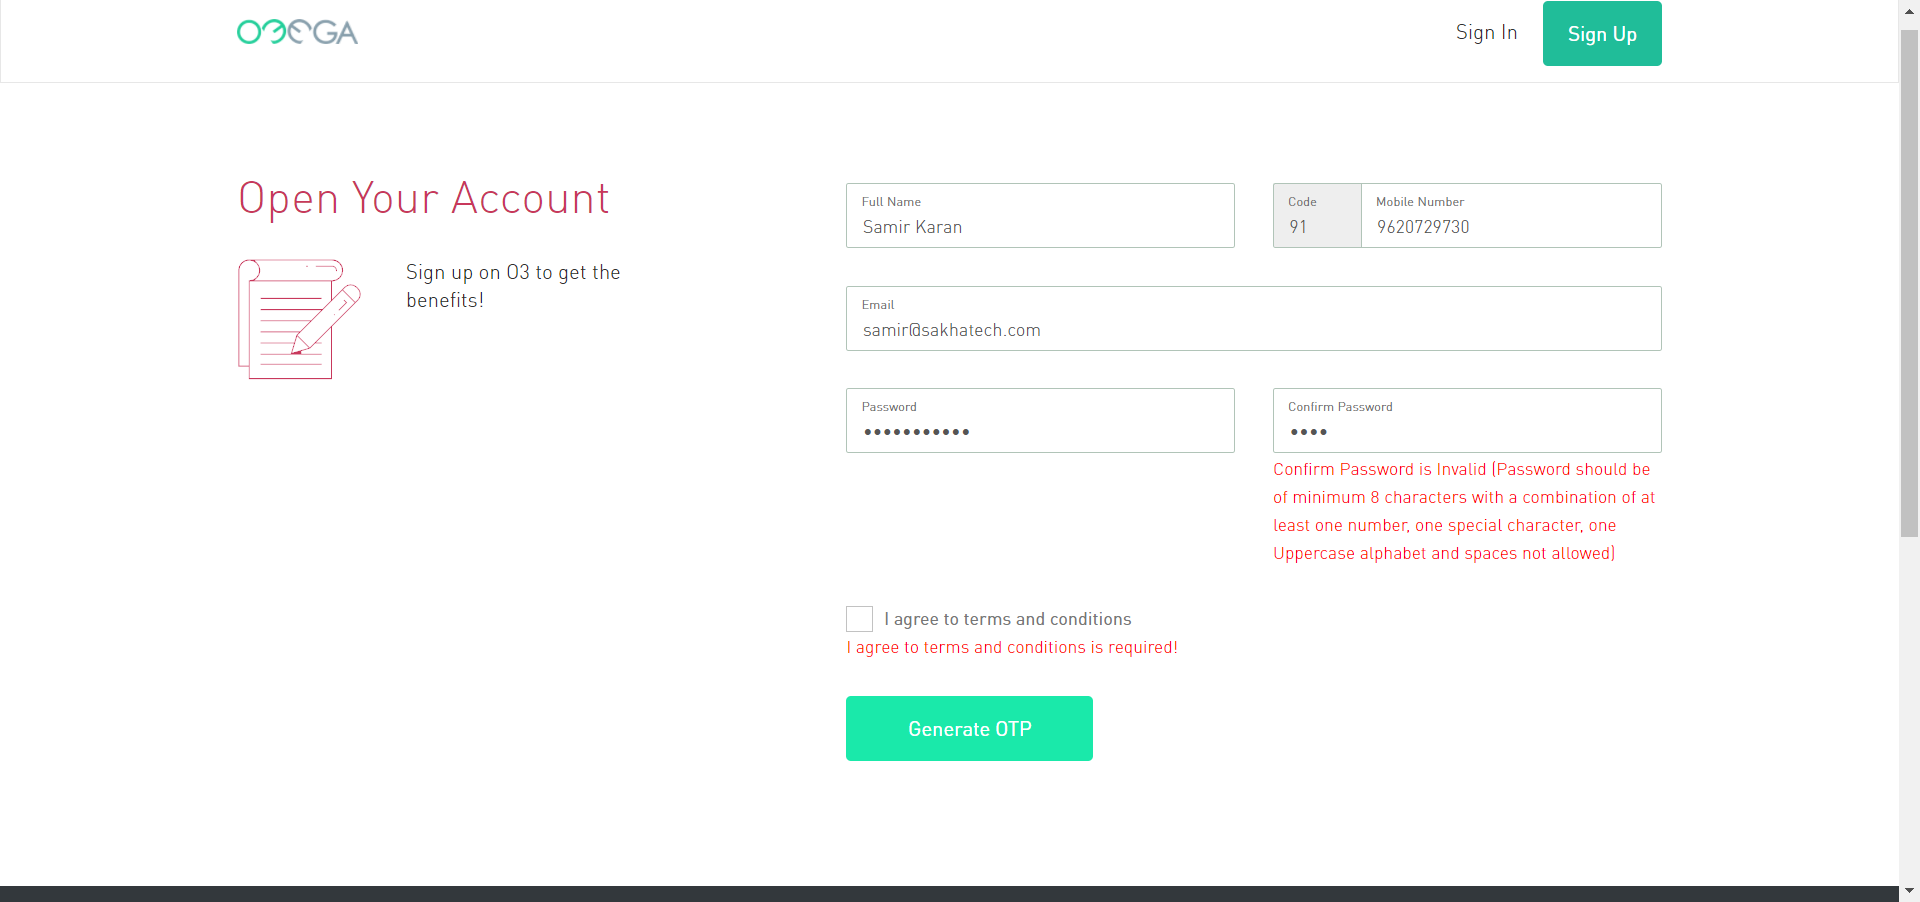 O3EGA
Sign In
Sign Up
Open Your Account
Sign up on O3 to get the
benefits!
Full Name
Samir Karan
Code
91
Mobile Number
9620729730
Email
samir@sakhatech.com
Password
•••••••••••
Confirm Password
••••
Confirm Password is Invalid (Password should be
of minimum 8 characters with a combination of at
least one number, one special character, one
Uppercase alphabet and spaces not allowed)
I agree to terms and conditions
I agree to terms and conditions is required!
Generate OTP